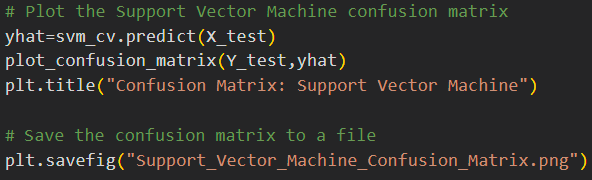 # Plot the Support Vector Machine confusion matrix
yhat=svm_cv.predict(X_test)
plot_confusion_matrix(Y_test,yhat)
plt.title("Confusion Matrix: Support Vector Machine")
# Save the confusion matrix to a file
plt.savefig("Support_Vector_Machine_Confusion_Matrix.png")